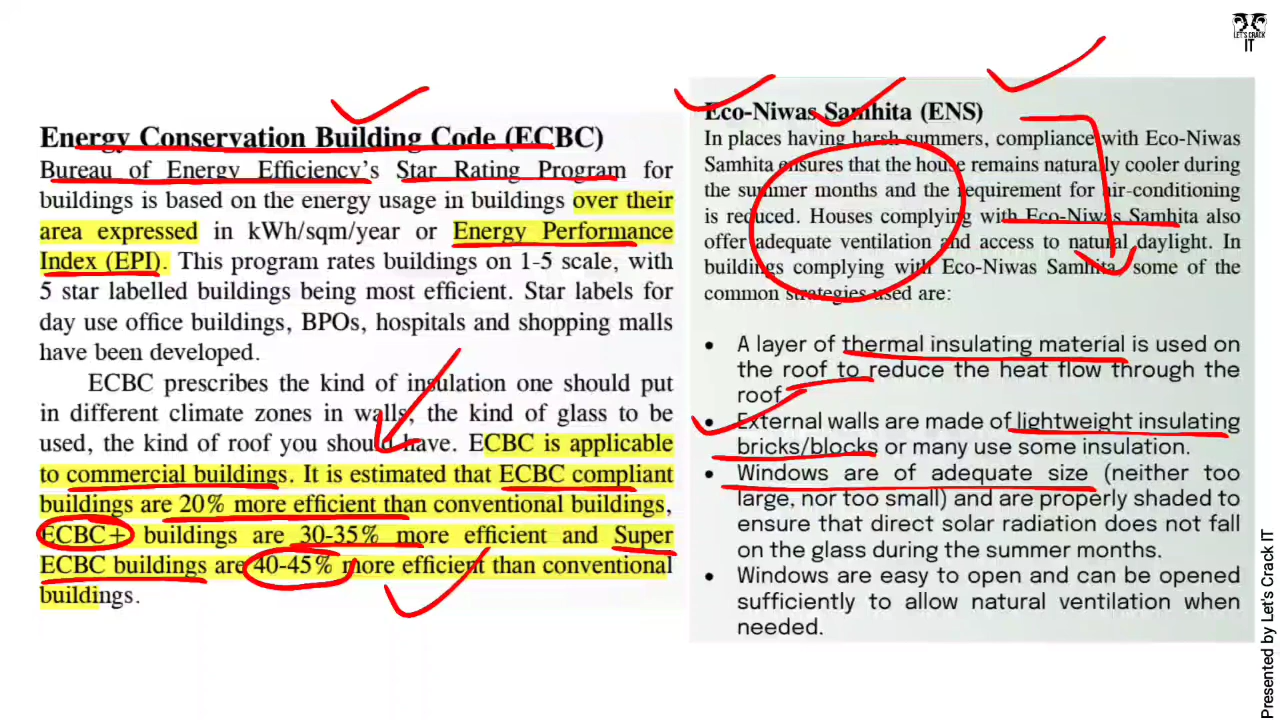 LET'S CRACK
IT
Energy Conservation Building Code (ECBC)
Bureau of Energy Efficiency's Star Rating Program for
buildings is based on the energy usage in buildings over their
area expressed in kWh/sqm/year or Energy Performance
Index (EPI). This program rates buildings on 1-5 scale, with
5 star labelled buildings being most efficient. Star labels for
day use office buildings, BPOs, hospitals and shopping malls
have been developed.
ECBC prescribes the kind of insulation one should put
in different climate zones in walls, the kind of glass to be
used, the kind of roof you should have. ECBC is applicable
to commercial buildings. It is estimated that ECBC compliant
buildings are 20% more efficient than conventional buildings,
ECBC+ buildings are 30-35% more efficient and Super
ECBC buildings are 40-45% more efficient than conventional
buildings.
Eco-Niwas Samhita (ENS)
In places having harsh summers, compliance with Eco-Niwas
Samhita ensures that the house remains naturally cooler during
the summer months and the requirement for air-conditioning
is reduced. Houses complying with Eco-Niwas Samhita also
offer adequate ventilation and access to natural daylight. In
buildings complying with Eco-Niwas Samhita, some of the
common strategies used are:
• A layer of thermal insulating material is used on
the roof to reduce the heat flow through the
roof.
• External walls are made of lightweight insulating
bricks/blocks or many use some insulation.
• Windows are of adequate size (neither too
large, nor too small) and are properly shaded to
ensure that direct solar radiation does not fall
on the glass during the summer months.
• Windows are easy to open and can be opened
sufficiently to allow natural ventilation when
needed.
Presented by Let's Crack IT